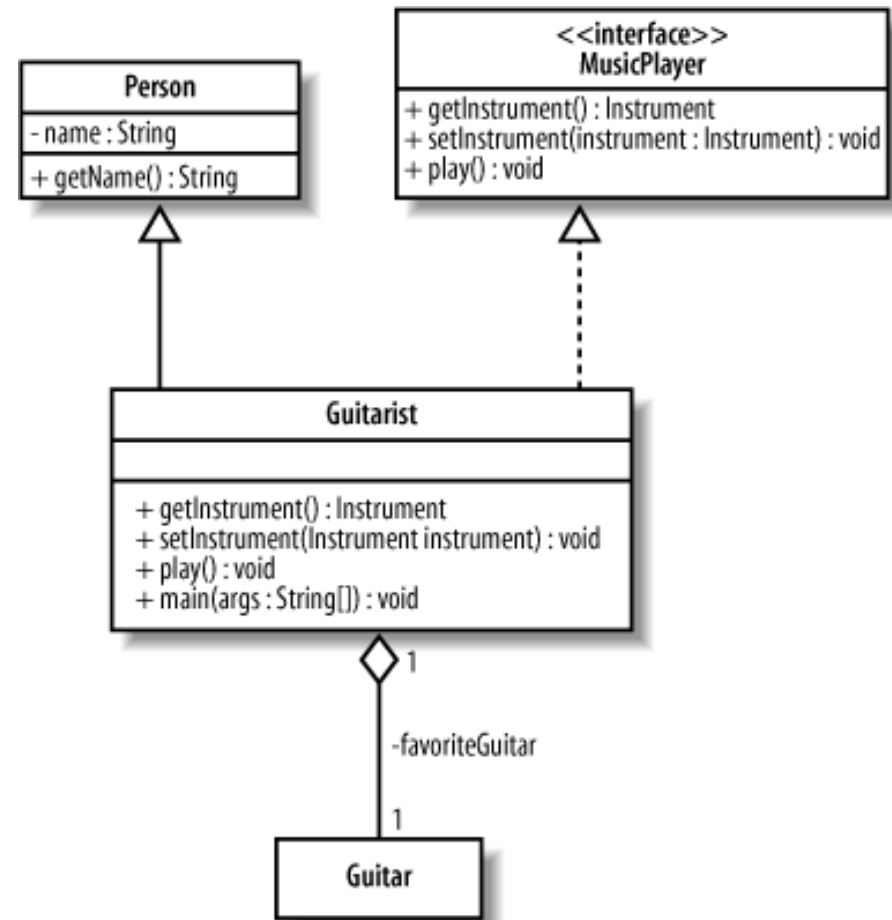 Person
- name : String
+ getName() : String
<<interface>>
MusicPlayer
+ getInstrument() : Instrument
+ setInstrument(instrument : Instrument) : void
+ play() : void
Guitarist
+ getInstrument() : Instrument
+ setInstrument(Instrument instrument) : void
+ play() : void
+ main(args : String[]) : void
1
-favoriteGuitar
1
Guitar